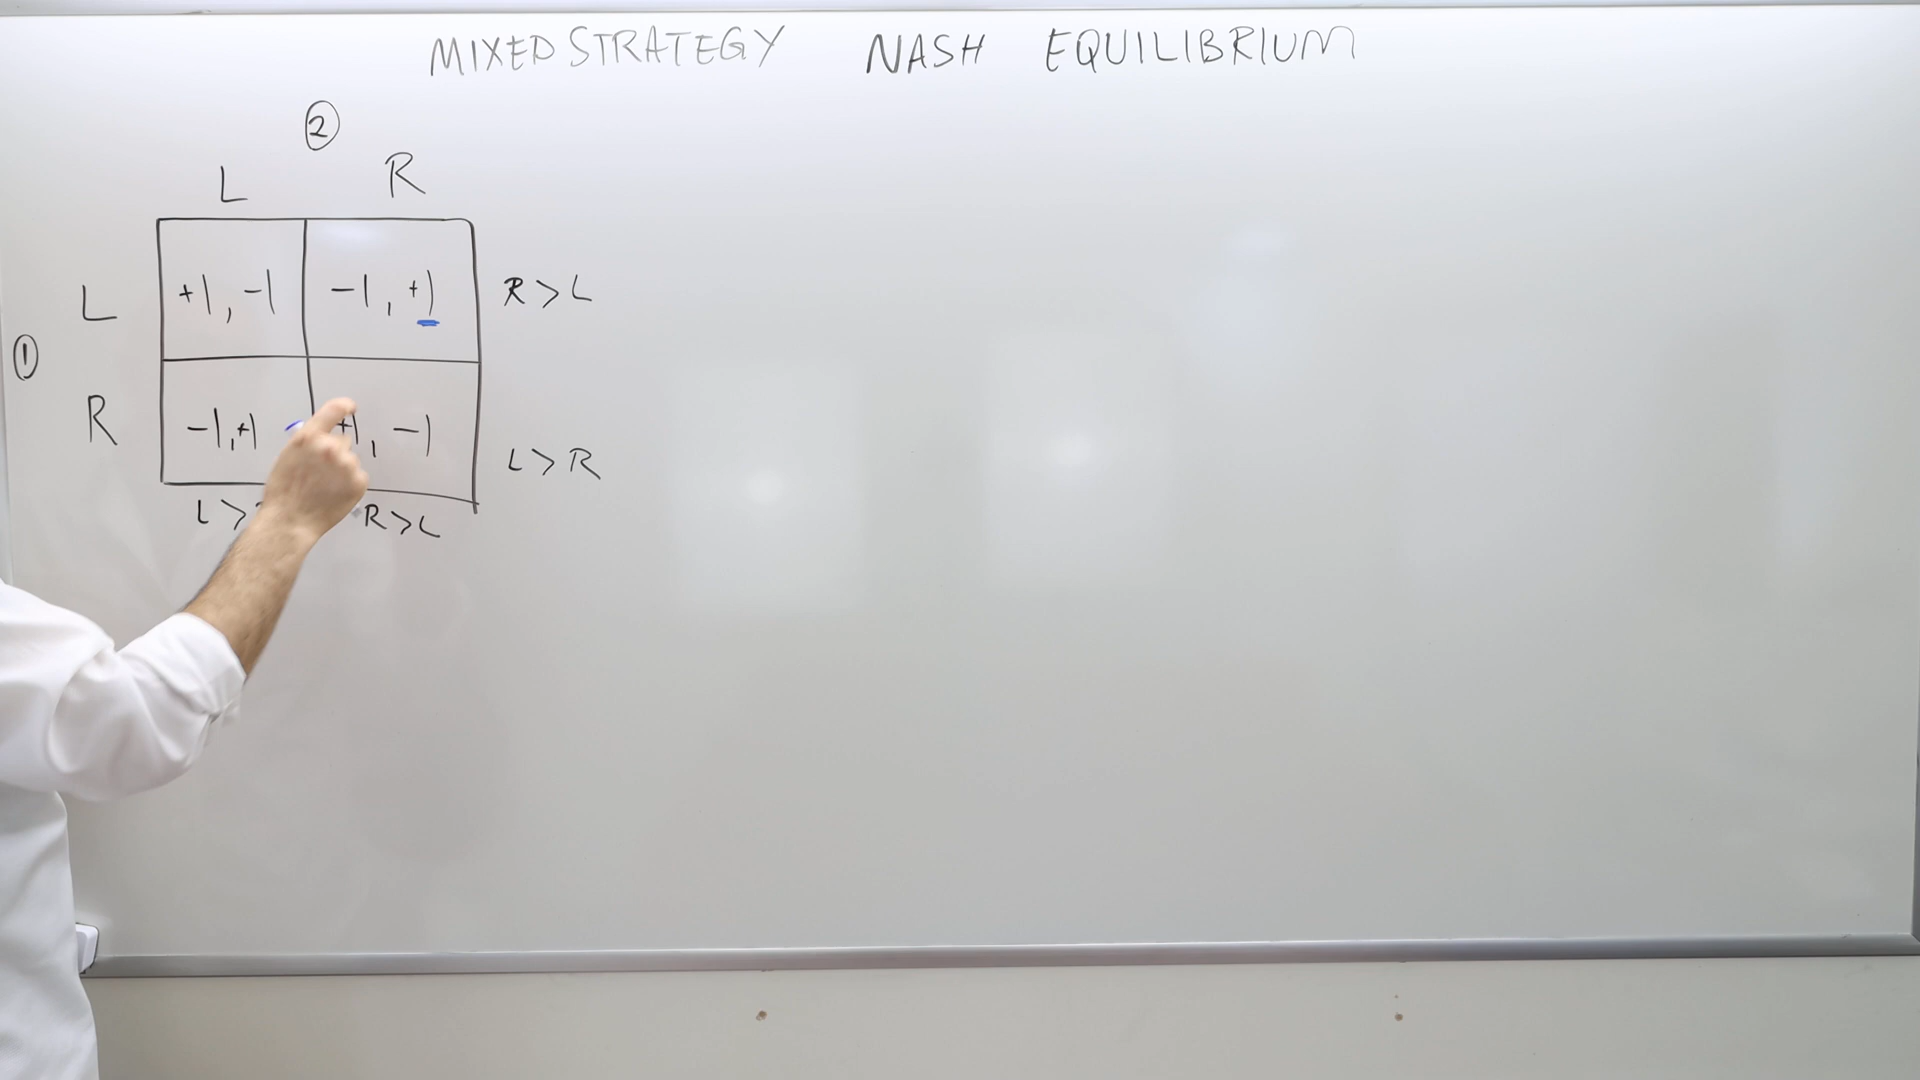 MIXED STRATEGY NASH EQUILIBRIUM
2
L R
L +1, -1 -1, +1 R > L
1
R -1, +1 +1, -1 L > R
L > R > L